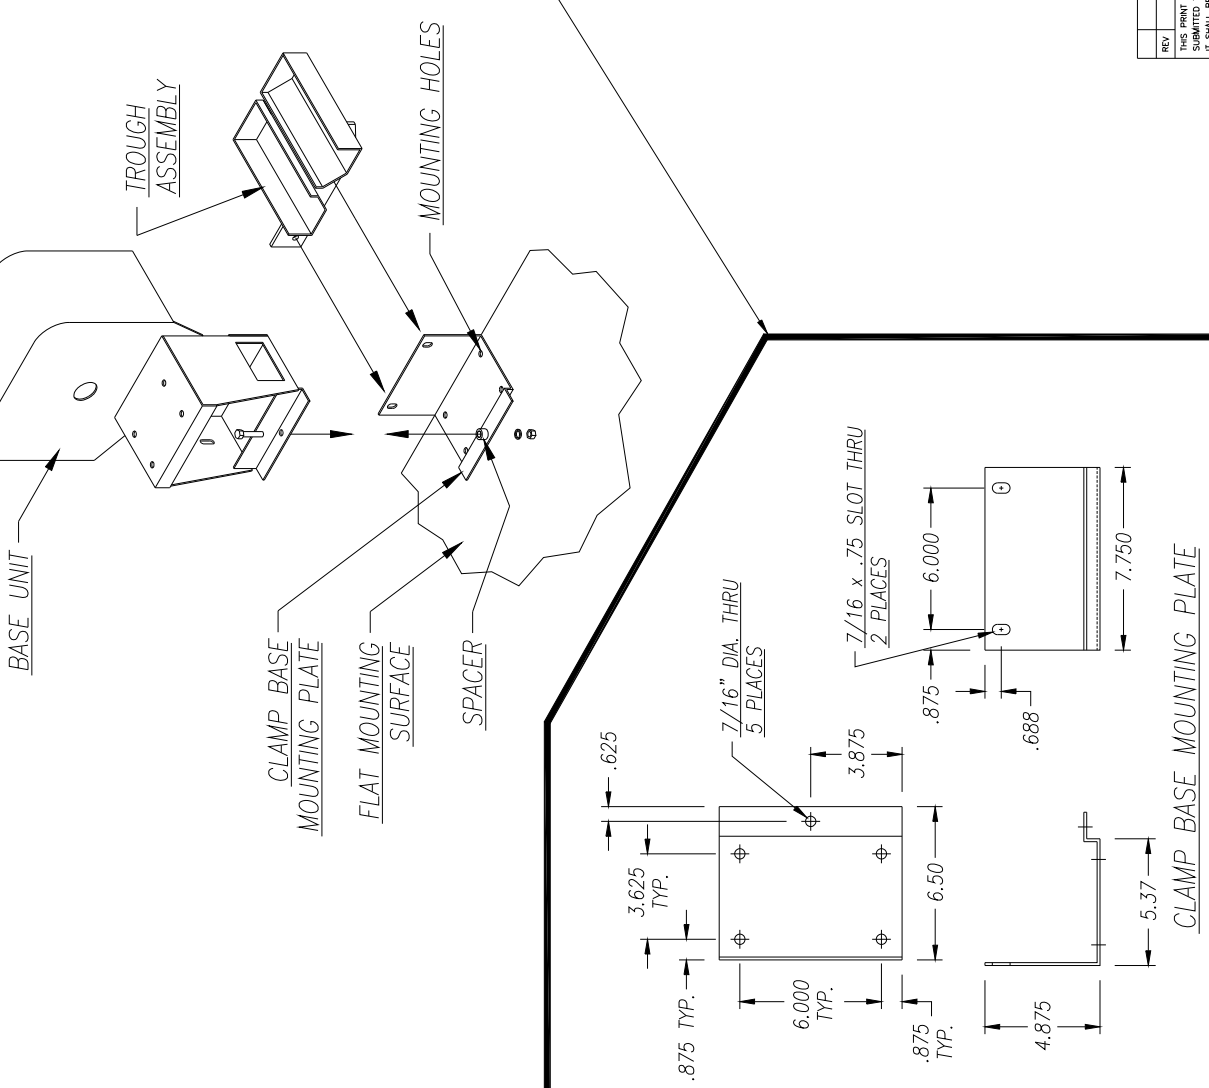 BASE UNIT
TROUGH
ASSEMBLY
CLAMP BASE
MOUNTING PLATE
FLAT MOUNTING
SURFACE
MOUNTING HOLES
SPACER
.875 TYP.
3.625
TYP.
.625
7/16" DIA. THRU
5 PLACES
6.000
TYP.
3.875
.875
TYP.
6.50
7/16 x .75 SLOT THRU
2 PLACES
.875
6.000
.688
4.875
5.37
7.750
CLAMP BASE MOUNTING PLATE
REV
THIS PRINT
SUBMITTED
IT SHALL